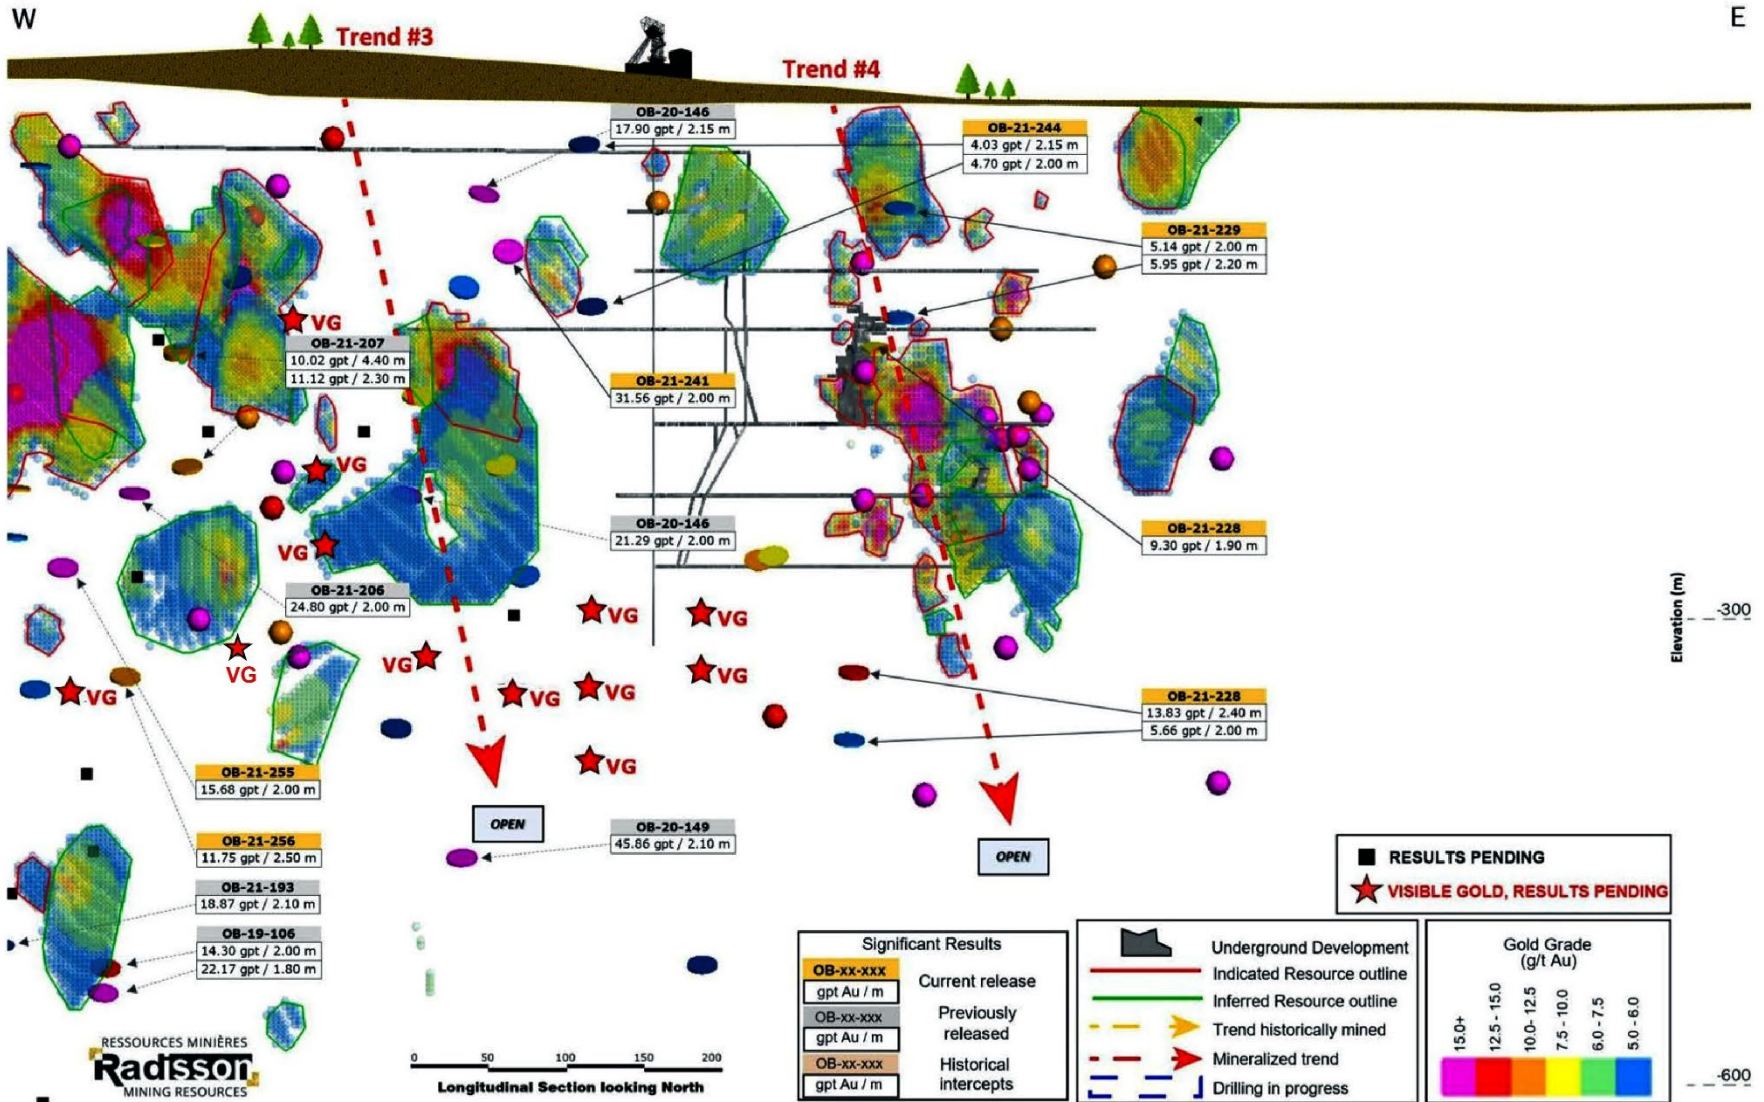 W
E
Trend #3
Trend #4
OB-20-146
17.90 gpt / 2.15 m
OB-21-244
4.03 gpt / 2.15 m
4.70 gpt / 2.00 m
OB-21-229
5.14 gpt / 2.00 m
5.95 gpt / 2.20 m
VG
OB-21-207
10.02 gpt / 4.40 m
11.12 gpt / 2.30 m
OB-21-241
31.56 gpt / 2.00 m
VG
OB-20-146
21.29 gpt / 2.00 m
OB-21-228
9.30 gpt / 1.90 m
VG
OB-21-206
24.80 gpt / 2.00 m
VG
VG
Elevation (m)
-300
VG
VG
VG
VG
VG
VG
VG
OB-21-228
13.83 gpt / 2.40 m
5.66 gpt / 2.00 m
VG
OB-21-255
15.68 gpt / 2.00 m
OPEN
OB-21-256
11.75 gpt / 2.50 m
OB-20-149
45.86 gpt / 2.10 m
OPEN
OB-21-193
18.87 gpt / 2.10 m
OB-19-106
14.30 gpt / 2.00 m
22.17 gpt / 1.80 m
RESULTS PENDING
VISIBLE GOLD, RESULTS PENDING
RESSOURCES MINIÈRES
Radisson
MINING RESOURCES
0 50 100 150 200
Longitudinal Section looking North
Significant Results
OB-xx-xxx
gpt Au / m
Current release
OB-xx-xxx
gpt Au / m
Previously
released
OB-xx-xxx
gpt Au / m
Historical
intercepts
Underground Development
Indicated Resource outline
Inferred Resource outline
Trend historically mined
Mineralized trend
Drilling in progress
Gold Grade
(g/t Au)
15.0+
12.5 - 15.0
10.0- 12.5
7.5 - 10.0
6.0 - 7.5
5.0 - 6.0
-600